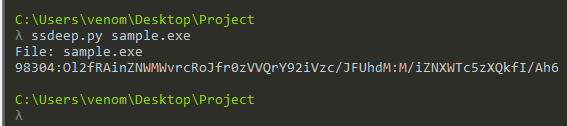 C:\Users\venom\Desktop\Project
λ ssdeep.py sample.exe
File: sample.exe
98304:Ol2fRAinZNWMWvrcRoJfr0zVVQrY92iVzc/JFUhdM:M/iZNXWTc5zXQkfI/Ah6
C:\Users\venom\Desktop\Project
λ